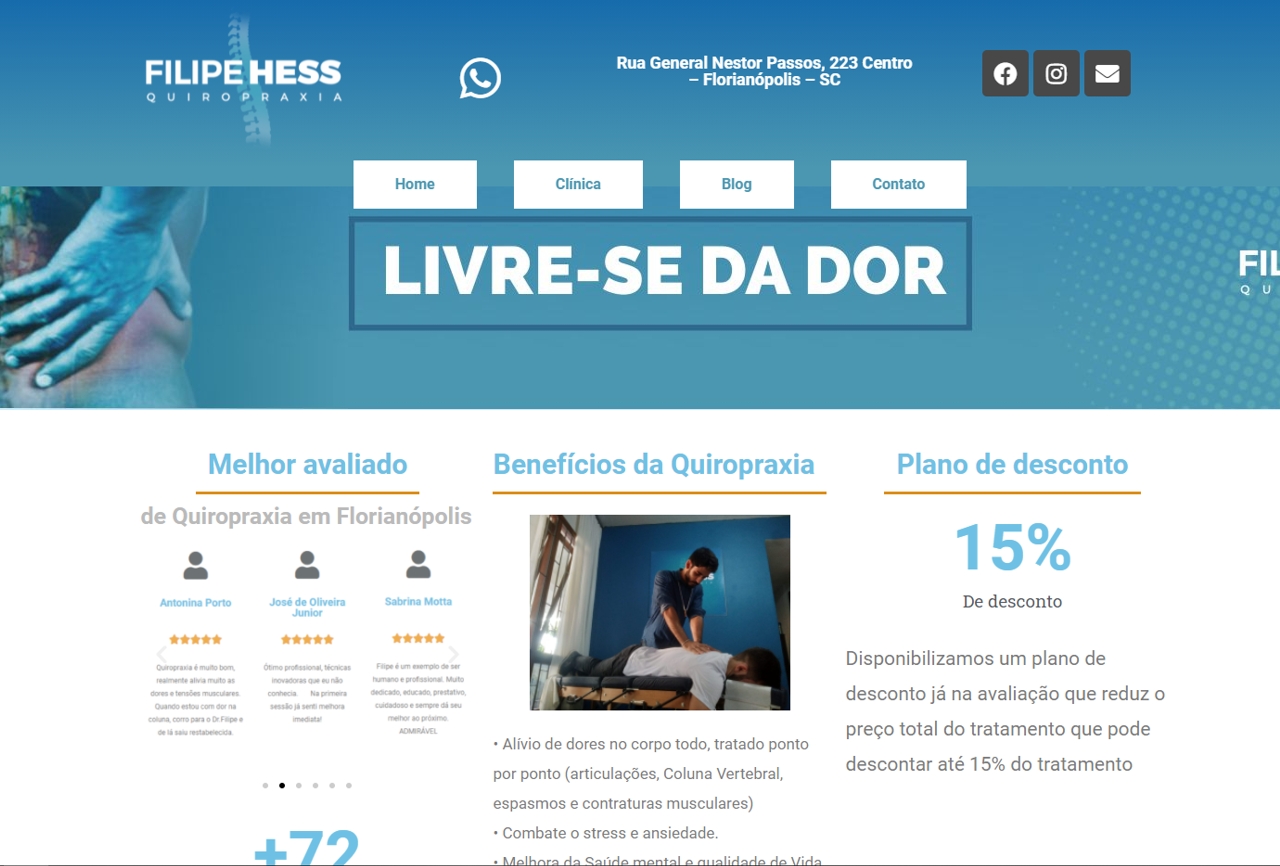 FILIPE HESS
QUIROPRAXIA
Rua General Nestor Passos, 223 Centro
– Florianópolis – SC
Home
Clínica
Blog
Contato
LIVRE-SE DA DOR
FIL
QU
Melhor avaliado
de Quiropraxia em Florianópolis
Antonina Porto
Quiropraxia é muito bom,
realmente alivia muito as
dores e tensões musculares.
Quando estou com dor na
coluna, corro para o Dr.Filipe e
de lá saiu restabelecida.
José de Oliveira
Junior
Ótimo profissional, técnicas
inovadoras que eu não
conhecia. Na primeira
sessão já senti melhora
imediata!
Sabrina Motta
Filipe é um exemplo de ser
humano e profissional. Muito
dedicado, educado, prestativo,
cuidadoso e sempre dá seu
melhor ao próximo.
ADMIRÁVEL
+72
Benefícios da Quiropraxia
• Alívio de dores no corpo todo, tratado ponto
por ponto (articulações, Coluna Vertebral,
espasmos e contraturas musculares)
• Combate o stress e ansiedade.
• Melhora da Saúde mental e qualidade de Vida
Plano de desconto
15%
De desconto
Disponibilizamos um plano de
desconto já na avaliação que reduz o
preço total do tratamento que pode
descontar até 15% do tratamento